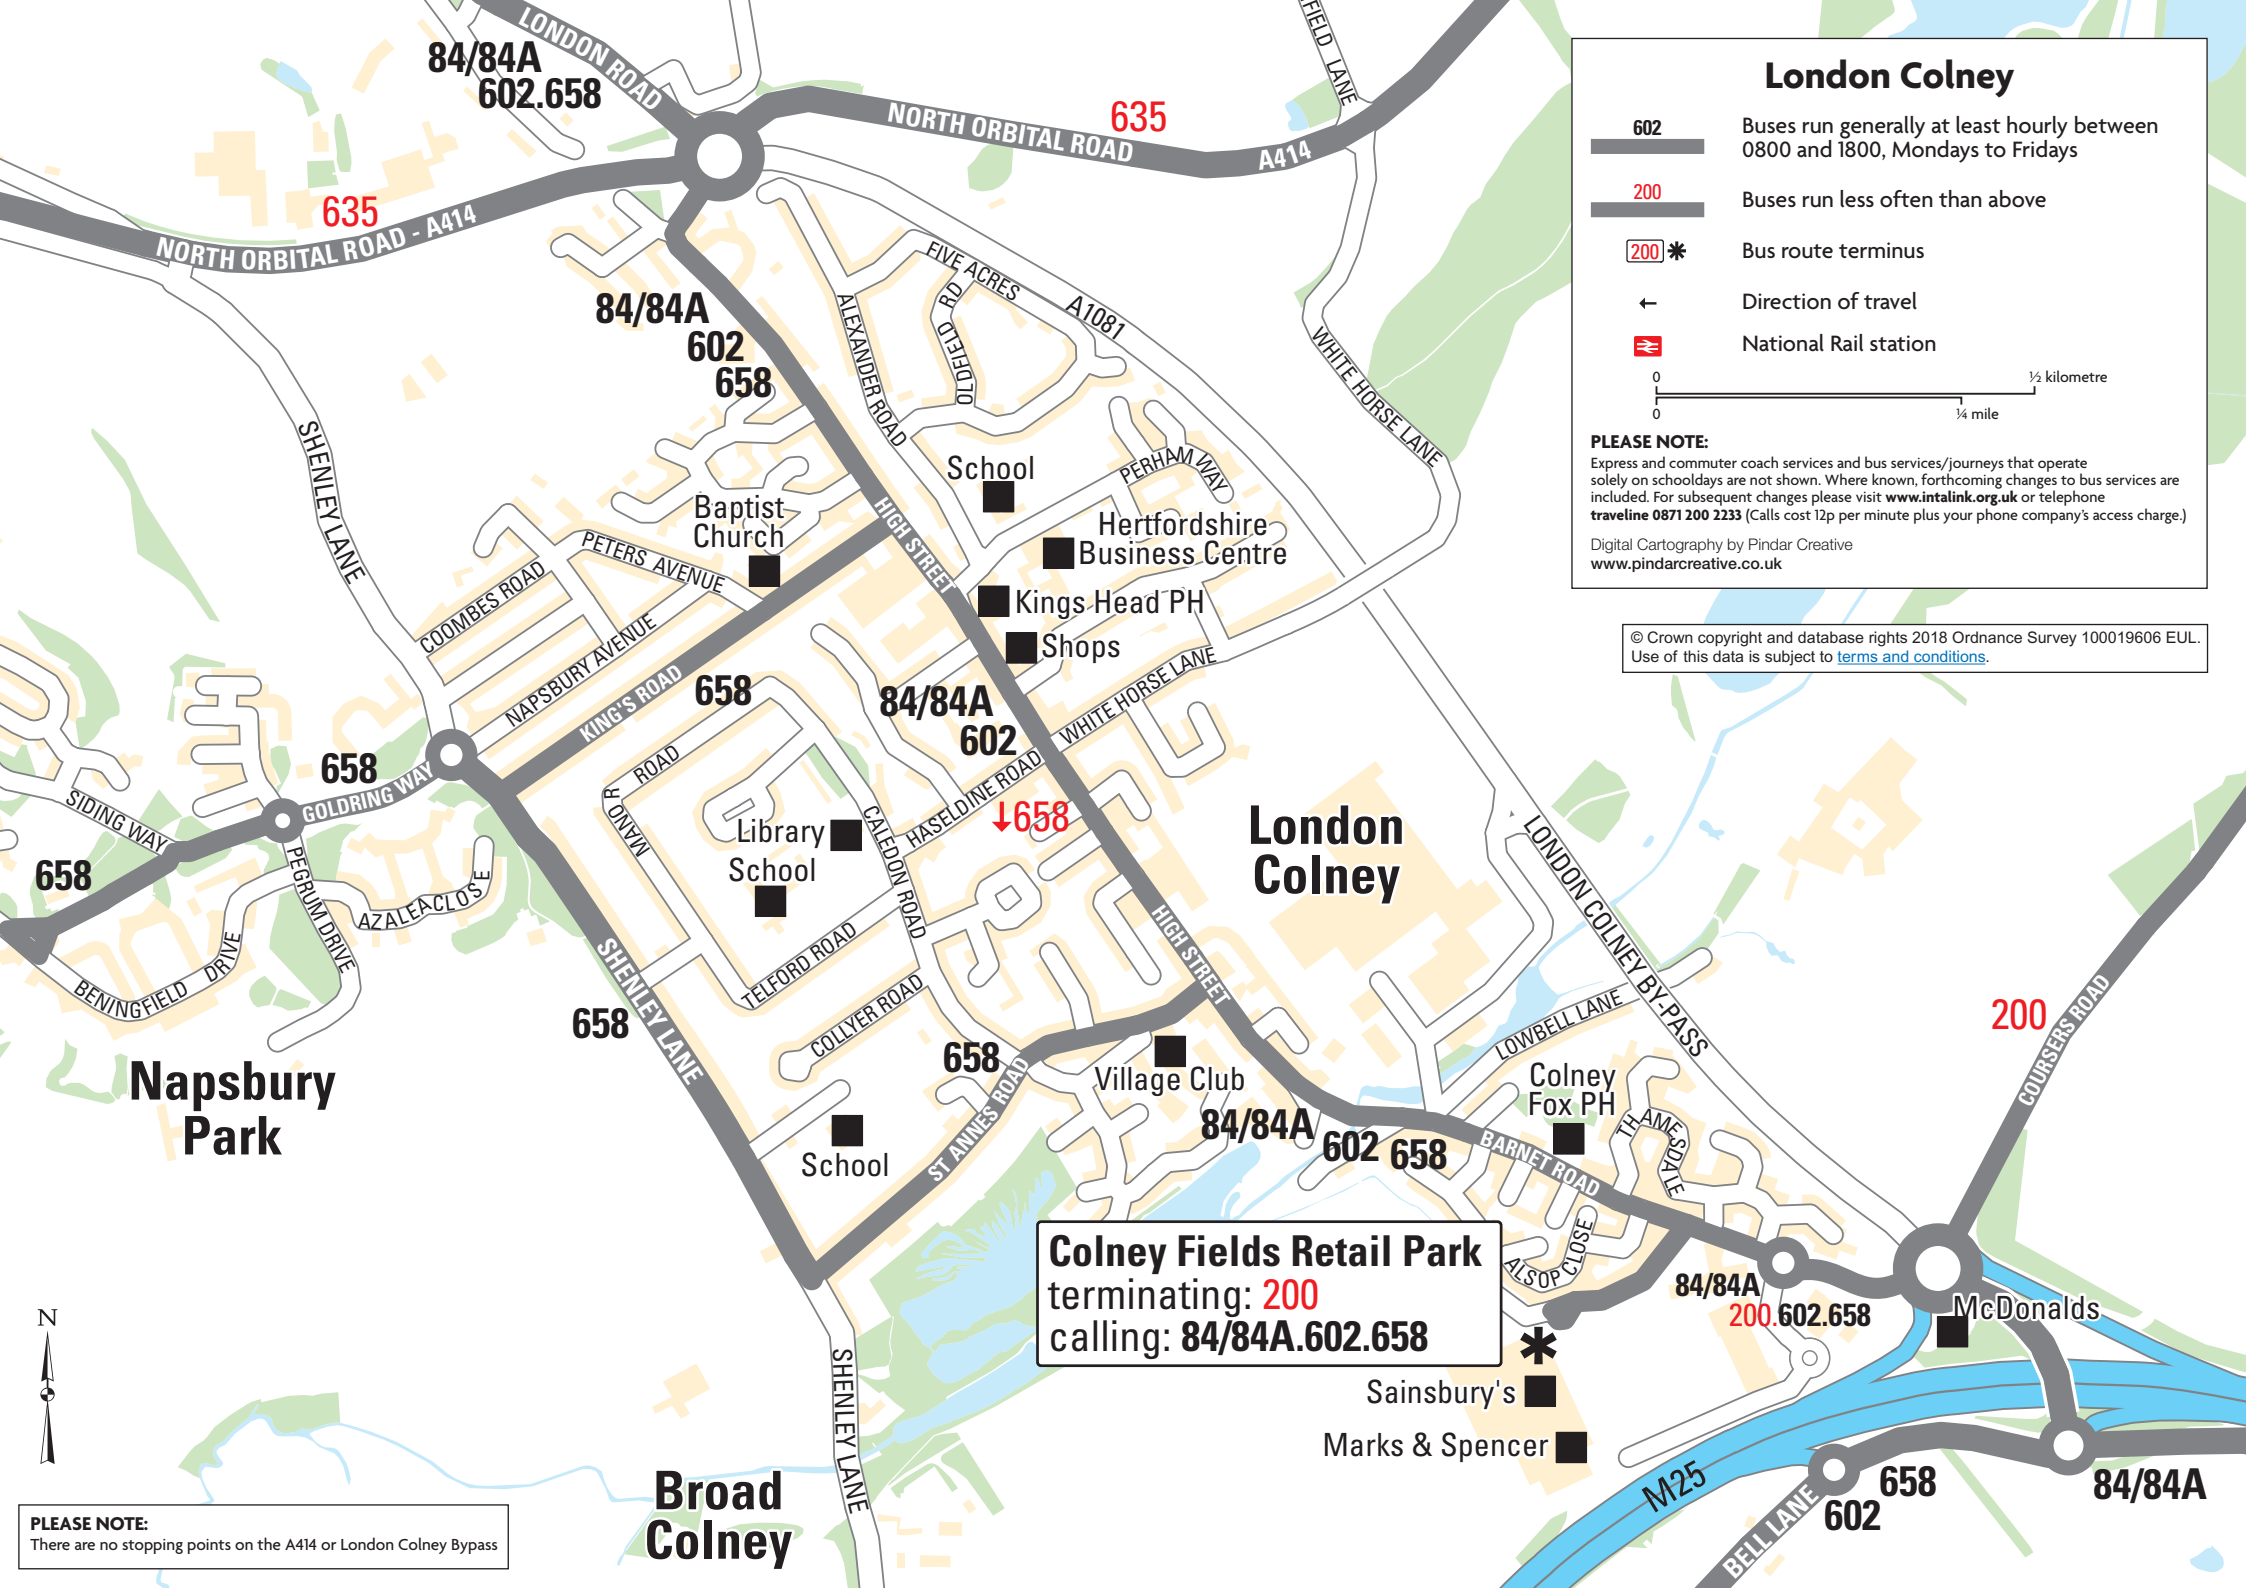 LONDON ROAD
84/84A
602.658
NORTH ORBITAL ROAD
635
A414
FIELD LANE
635
NORTH ORBITAL ROAD - A414
London Colney
602
Buses run generally at least hourly between
0800 and 1800, Mondays to Fridays
200
Buses run less often than above
200 ✱
Bus route terminus
←
Direction of travel
National Rail station
0
½ kilometre
0
¼ mile
PLEASE NOTE:
Express and commuter coach services and bus services/journeys that operate
solely on schooldays are not shown. Where known, forthcoming changes to bus services are
included. For subsequent changes please visit www.intalink.org.uk or telephone
traveline 0871 200 2233 (Calls cost 12p per minute plus your phone company's access charge.)
Digital Cartography by Pindar Creative
www.pindarcreative.co.uk
© Crown copyright and database rights 2018 Ordnance Survey 100019606 EUL.
Use of this data is subject to terms and conditions.
FIVE ACRES
OLDFIELD RD
A1081
ALEXANDER ROAD
84/84A
602
658
WHITE HORSE LANE
SHENLEY LANE
School
PERHAM WAY
Baptist
Church
HIGH STREET
Hertfordshire
Business Centre
PETERS AVENUE
COOMBES ROAD
Kings Head PH
Shops
NAPSBURY AVENUE
KING'S ROAD
658
84/84A
602
WHITE HORSE LANE
658
GOLDRING WAY
MANOR ROAD
HASELDINE ROAD
↓658
SIDING WAY
Library
School
CALEDON ROAD
London
Colney
LONDON COLNEY BY-PASS
658
PEGRUM DRIVE
AZALEA CLOSE
BENINGFIELD DRIVE
SHENLEY LANE
TELFORD ROAD
HIGH STREET
COLLYER ROAD
658
LOWBELL LANE
200
COURSERS ROAD
Napsbury
Park
658
ST ANNES ROAD
Village Club
Colney
Fox PH
THAMESDALE
84/84A
602 658
BARNET ROAD
School
Colney Fields Retail Park
terminating: 200
calling: 84/84A.602.658
ALSOP CLOSE
84/84A
200.602.658
McDonalds
✱
Sainsbury's
Marks & Spencer
SHENLEY LANE
N
M25
658
602
84/84A
BELL LANE
Broad
Colney
PLEASE NOTE:
There are no stopping points on the A414 or London Colney Bypass